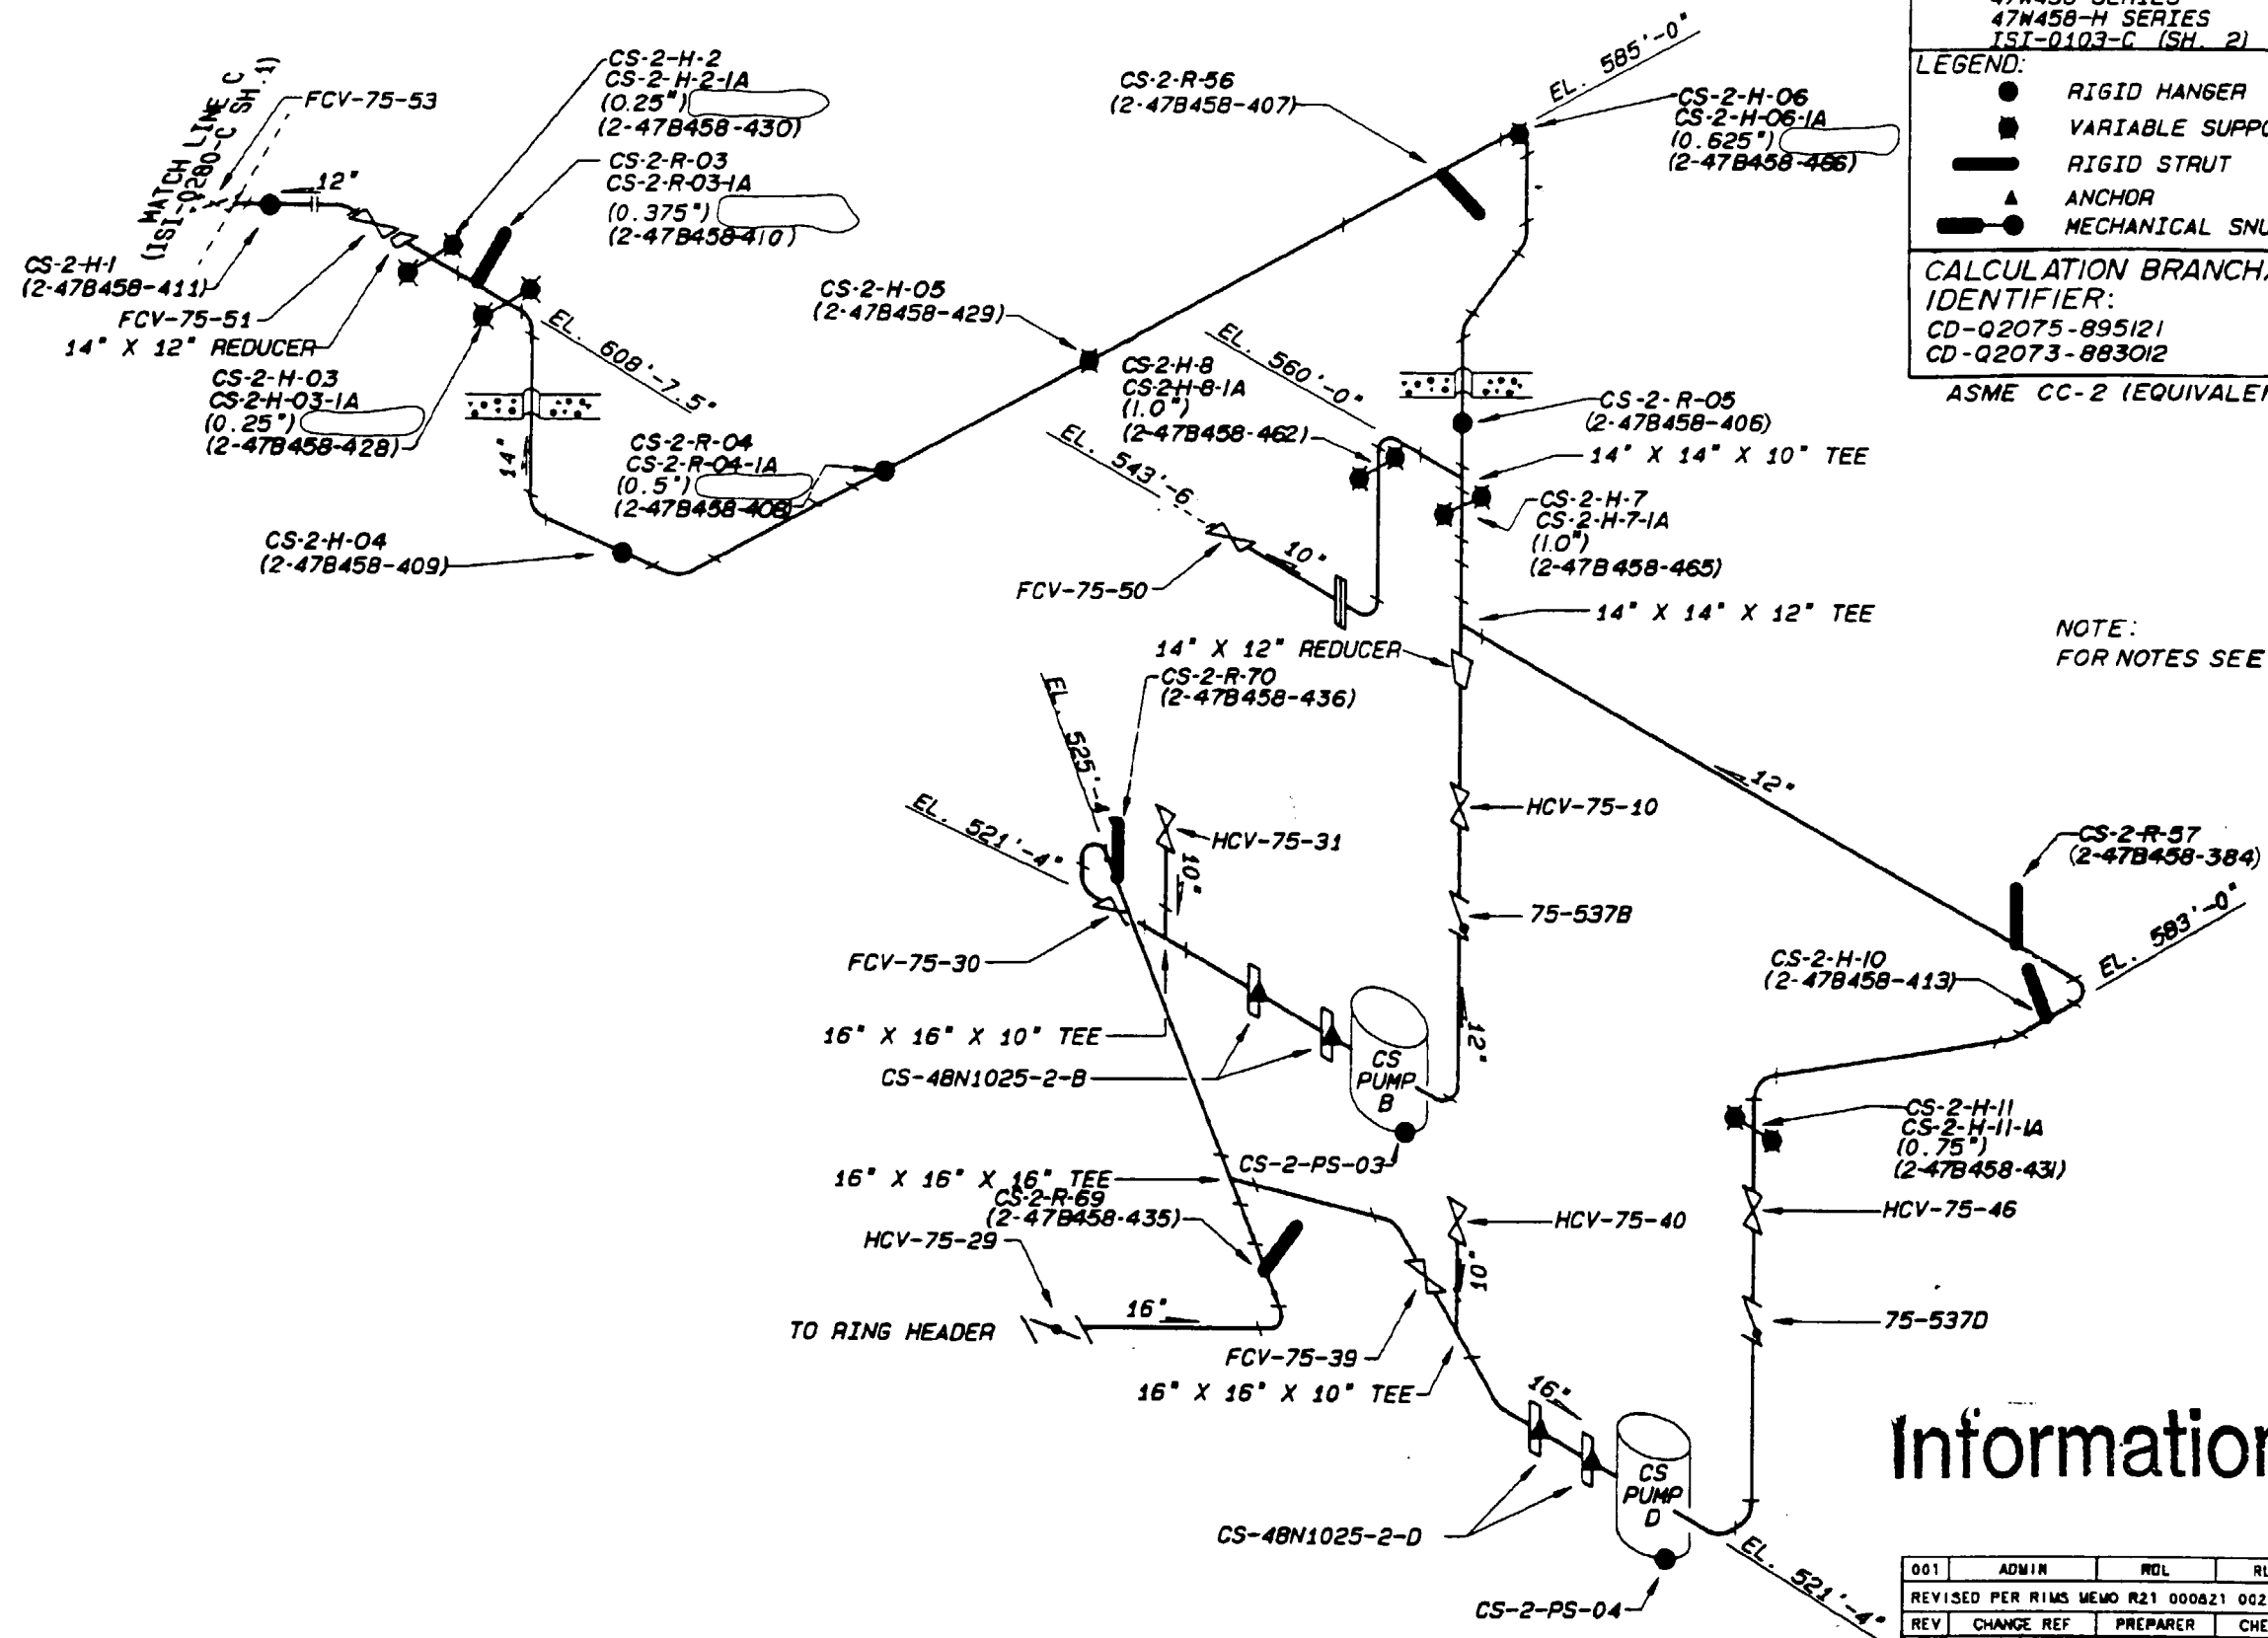 47W458-H SERIES
ISI-0103-C (SH. 2)
LEGEND:
RIGID HANGER
VARIABLE SUPPO
RIGID STRUT
ANCHOR
MECHANICAL SNU
CALCULATION BRANCH
IDENTIFIER:
CD-Q2075-895121
CD-Q2073-883012
ASME CC-2 (EQUIVALEN
MATCH LINE C
(ISI-0280-C SH.1)
FCV-75-53
12"
CS-2-H-1
(2-47B458-411)
FCV-75-51
14" X 12" REDUCER
CS-2-H-2
CS-2-H-2-1A
(0.25")
(2-47B458-430)
CS-2-R-03
CS-2-R-03-1A
(0.375")
(2-47B458-410)
CS-2-H-03
CS-2-H-03-1A
(0.25")
(2-47B458-428)
EL. 608'-7.5"
14"
CS-2-H-04
(2-47B458-409)
CS-2-R-04
CS-2-R-04-1A
(0.5")
(2-47B458-408)
CS-2-H-05
(2-47B458-429)
CS-2-R-56
(2-47B458-407)
EL. 585'-0"
CS-2-H-06
CS-2-H-06-1A
(0.625")
(2-47B458-466)
EL. 560'-0"
CS-2-H-8
CS-2-H-8-1A
(1.0")
(2-47B458-462)
EL. 543'-6
10"
FCV-75-50
CS-2-R-05
(2-47B458-406)
14" X 14" X 10" TEE
CS-2-H-7
CS-2-H-7-1A
(1.0")
(2-47B458-465)
14" X 14" X 12" TEE
14" X 12" REDUCER
NOTE:
FOR NOTES SEE
CS-2-R-70
(2-47B458-436)
EL. 525'-4
EL. 521'-4"
HCV-75-31
10"
HCV-75-10
12"
75-537B
FCV-75-30
16" X 16" X 10" TEE
CS-48N1025-2-B
CS
PUMP
B
12"
CS-2-PS-03
CS-2-R-57
(2-47B458-384)
EL. 583'-0"
CS-2-H-10
(2-47B458-413)
CS-2-H-11
CS-2-H-11-1A
(0.75")
(2-47B458-431)
HCV-75-46
75-537D
16" X 16" X 16" TEE
CS-2-R-69
(2-47B458-435)
HCV-75-29
TO RING HEADER
16"
HCV-75-40
10"
FCV-75-39
16" X 16" X 10" TEE
16"
CS-48N1025-2-D
CS
PUMP
D
CS-2-PS-04
EL. 521'-4"
Information
001 ADMIN
REVISED PER RIMS MEMO R21 000821 002
REV CHANGE REF PREPARER CHE